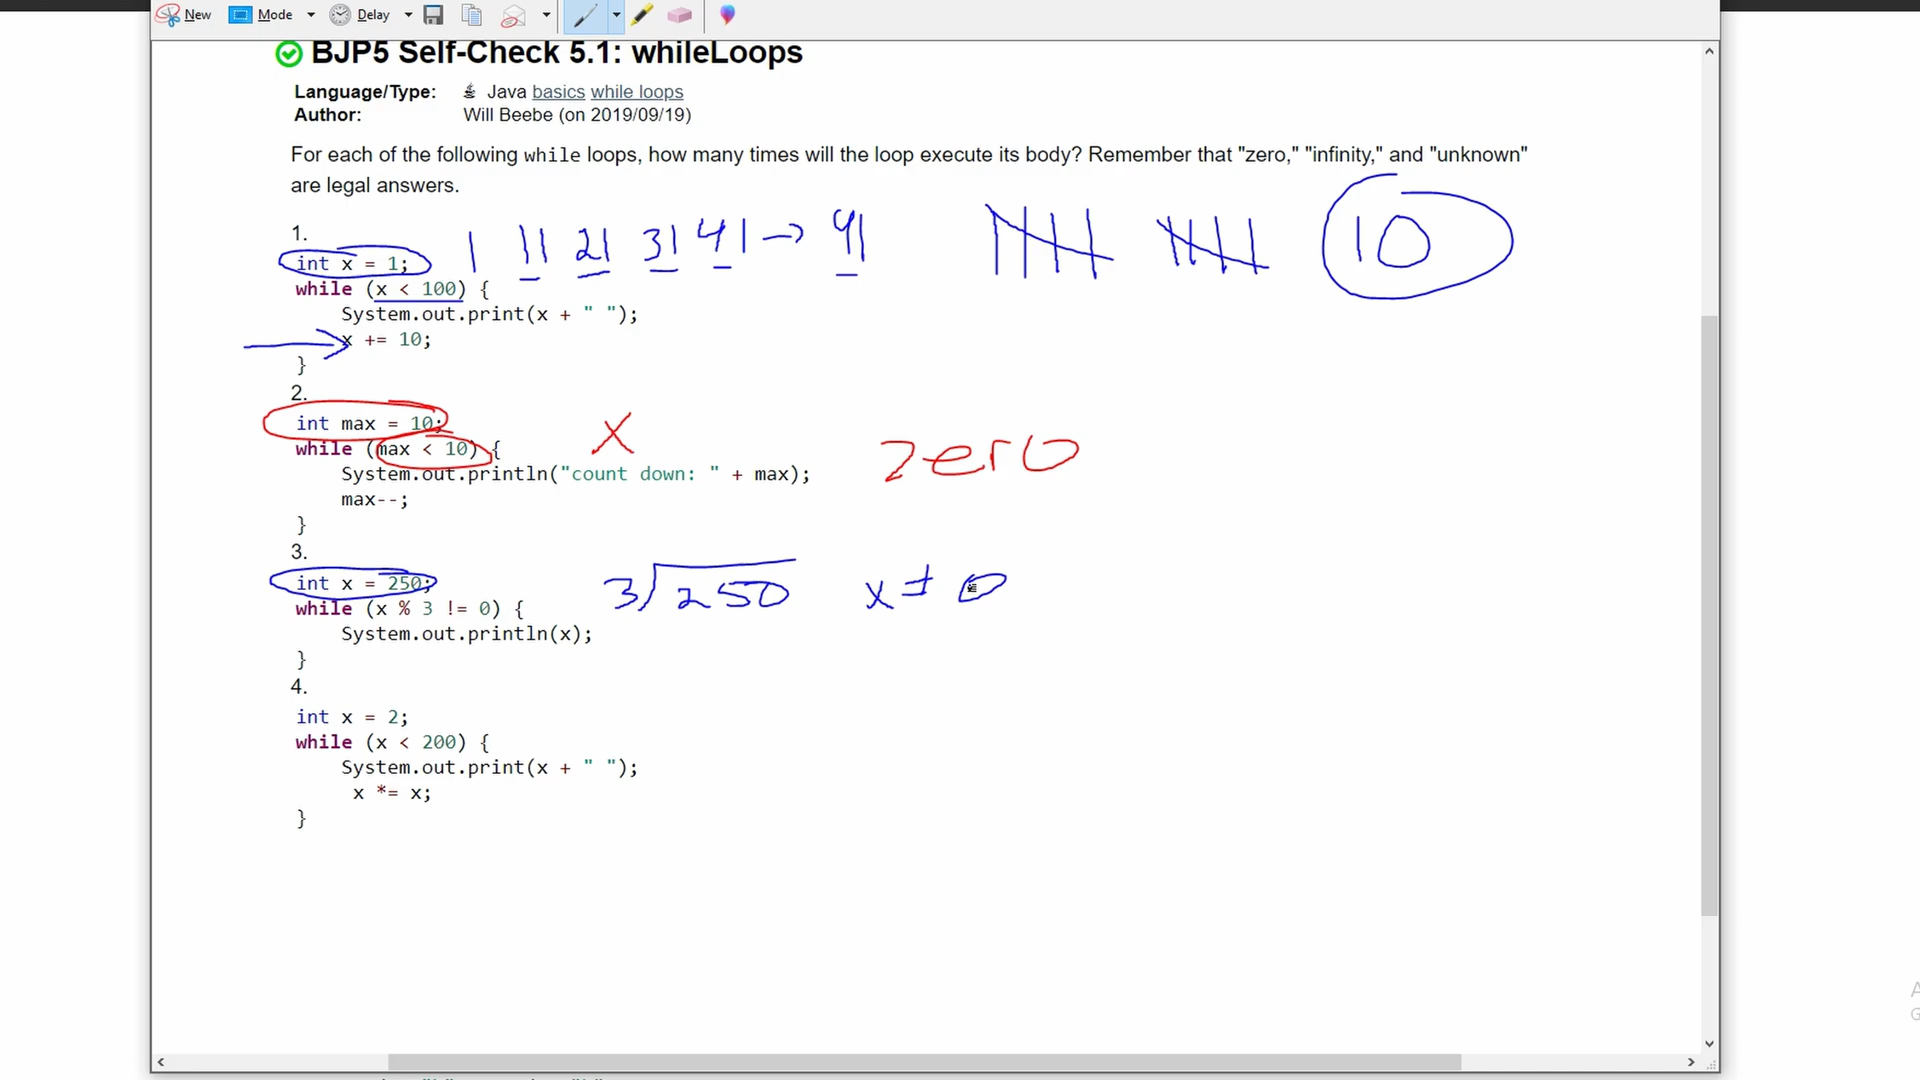 New Mode Delay
BJP5 Self-Check 5.1: whileLoops
Language/Type: Java basics while loops
Author: Will Beebe (on 2019/09/19)
For each of the following while loops, how many times will the loop execute its body? Remember that "zero," "infinity," and "unknown"
are legal answers.
1.
int x = 1; 1 11 21 31 41 → 91 10
while (x < 100) {
System.out.print(x + " ");
x += 10;
}
2.
int max = 10; X
while (max < 10) { zero
System.out.println("count down: " + max);
max--;
}
3.
int x = 250; 3 250 x ≠ 0
while (x % 3 != 0) {
System.out.println(x);
}
4.
int x = 2;
while (x < 200) {
System.out.print(x + " ");
x *= x;
}